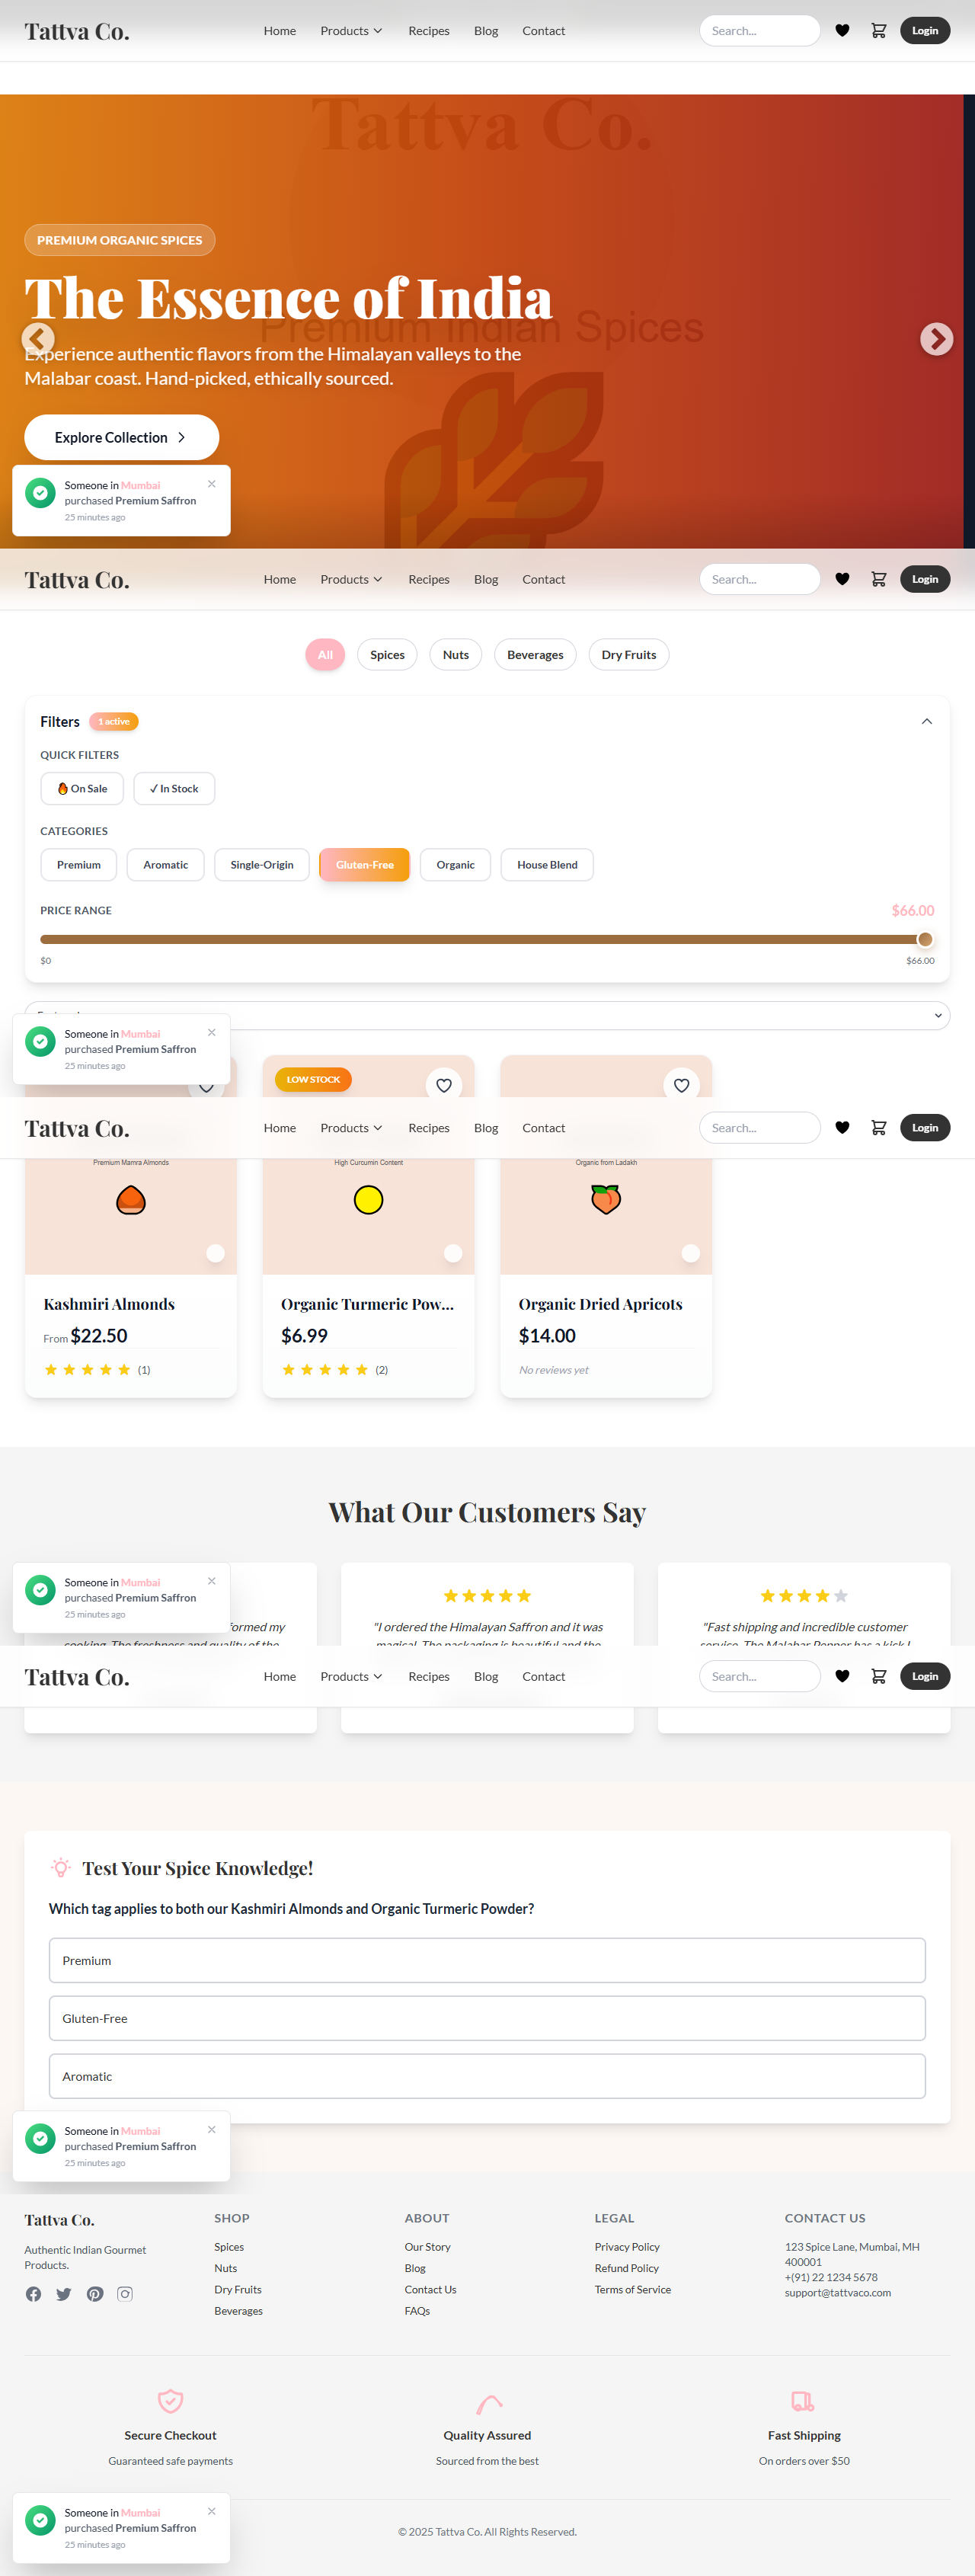 Tattva Co.
Home Products Recipes Blog Contact
Search...
Login
Tattva Co.
PREMIUM ORGANIC SPICES
The Essence of India
Premium Indian Spices
Experience authentic flavors from the Himalayan valleys to the
Malabar coast. Hand-picked, ethically sourced.
Explore Collection
Someone in Mumbai
purchased Premium Saffron
25 minutes ago
Tattva Co.
Home Products Recipes Blog Contact
Search...
Login
All Spices Nuts Beverages Dry Fruits
Filters 1 active
QUICK FILTERS
🔥 On Sale ✓ In Stock
CATEGORIES
Premium Aromatic Single-Origin Gluten-Free Organic House Blend
PRICE RANGE $66.00
$0 $66.00
Someone in Mumbai
purchased Premium Saffron
25 minutes ago
LOW STOCK
Tattva Co.
Home Products Recipes Blog Contact
Search...
Login
Premium Mamra Almonds High Curcumin Content Organic from Ladakh
Kashmiri Almonds
From $22.50
(1)
Organic Turmeric Pow...
$6.99
(2)
Organic Dried Apricots
$14.00
No reviews yet
What Our Customers Say
Someone in Mumbai
purchased Premium Saffron
25 minutes ago
formed my
cooking. The freshness and quality of the
"I ordered the Himalayan Saffron and it was
magical. The packaging is beautiful and the
"Fast shipping and incredible customer
service. The Malabar Pepper has a kick I
Tattva Co.
Home Products Recipes Blog Contact
Search...
Login
Test Your Spice Knowledge!
Which tag applies to both our Kashmiri Almonds and Organic Turmeric Powder?
Premium
Gluten-Free
Aromatic
Someone in Mumbai
purchased Premium Saffron
25 minutes ago
Tattva Co.
Authentic Indian Gourmet
Products.
SHOP
Spices
Nuts
Dry Fruits
Beverages
ABOUT
Our Story
Blog
Contact Us
FAQs
LEGAL
Privacy Policy
Refund Policy
Terms of Service
CONTACT US
123 Spice Lane, Mumbai, MH
400001
+(91) 22 1234 5678
support@tattvaco.com
Secure Checkout
Guaranteed safe payments
Quality Assured
Sourced from the best
Fast Shipping
On orders over $50
Someone in Mumbai
purchased Premium Saffron
25 minutes ago
© 2025 Tattva Co. All Rights Reserved.